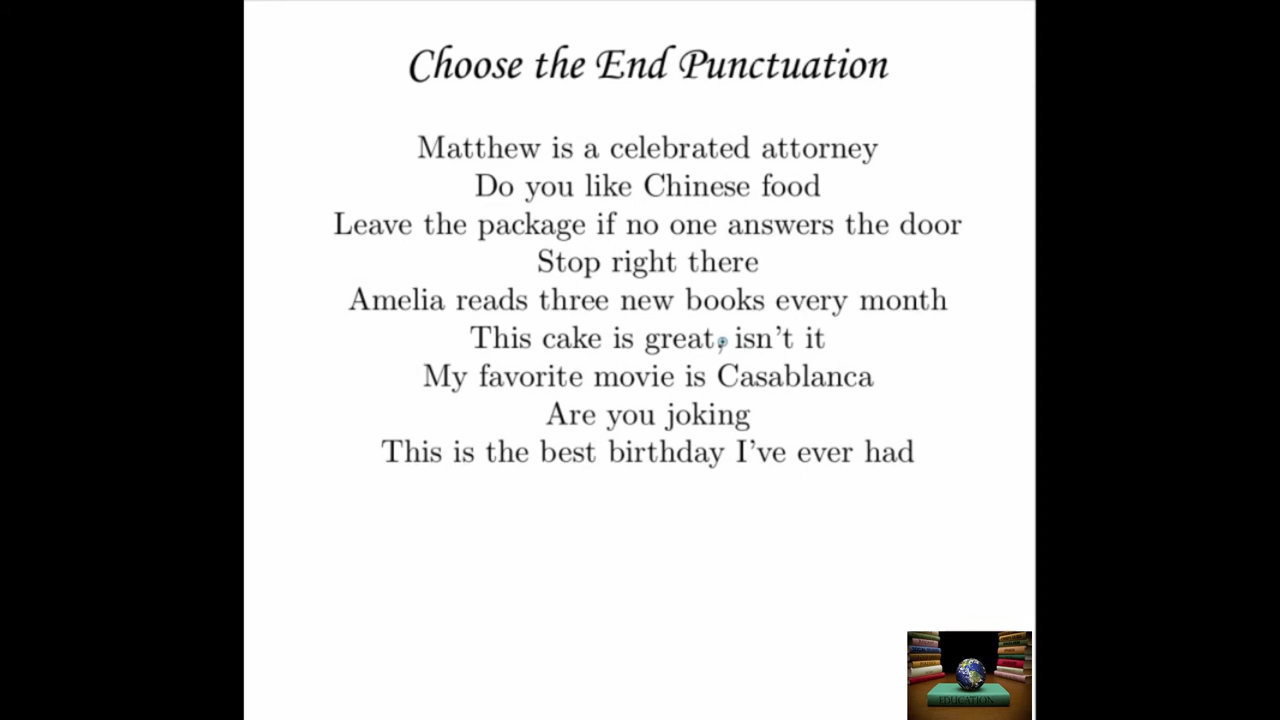 Choose the End Punctuation
Matthew is a celebrated attorney
Do you like Chinese food
Leave the package if no one answers the door
Stop right there
Amelia reads three new books every month
This cake is great, isn't it
My favorite movie is Casablanca
Are you joking
This is the best birthday I've ever had
EDUCATION